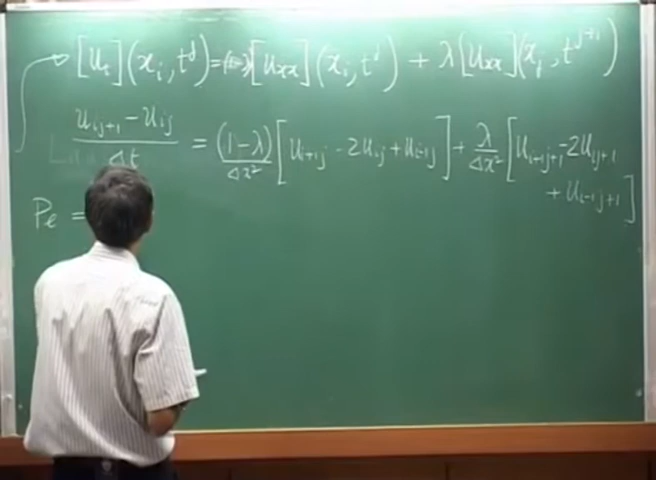 [u_t](x_i, t^j) = (1-λ)[u_xx](x_i, t^j) + λ[u_xx](x_i, t^{j+1})
(u_{ij+1} - u_{ij})/Δt = (1-λ)/Δx² [u_{i+1j} - 2u_{ij} + u_{i-1j}] + λ/Δx² [u_{i+1j+1} - 2u_{ij+1}
+ u_{i-1j+1}]
Pe =